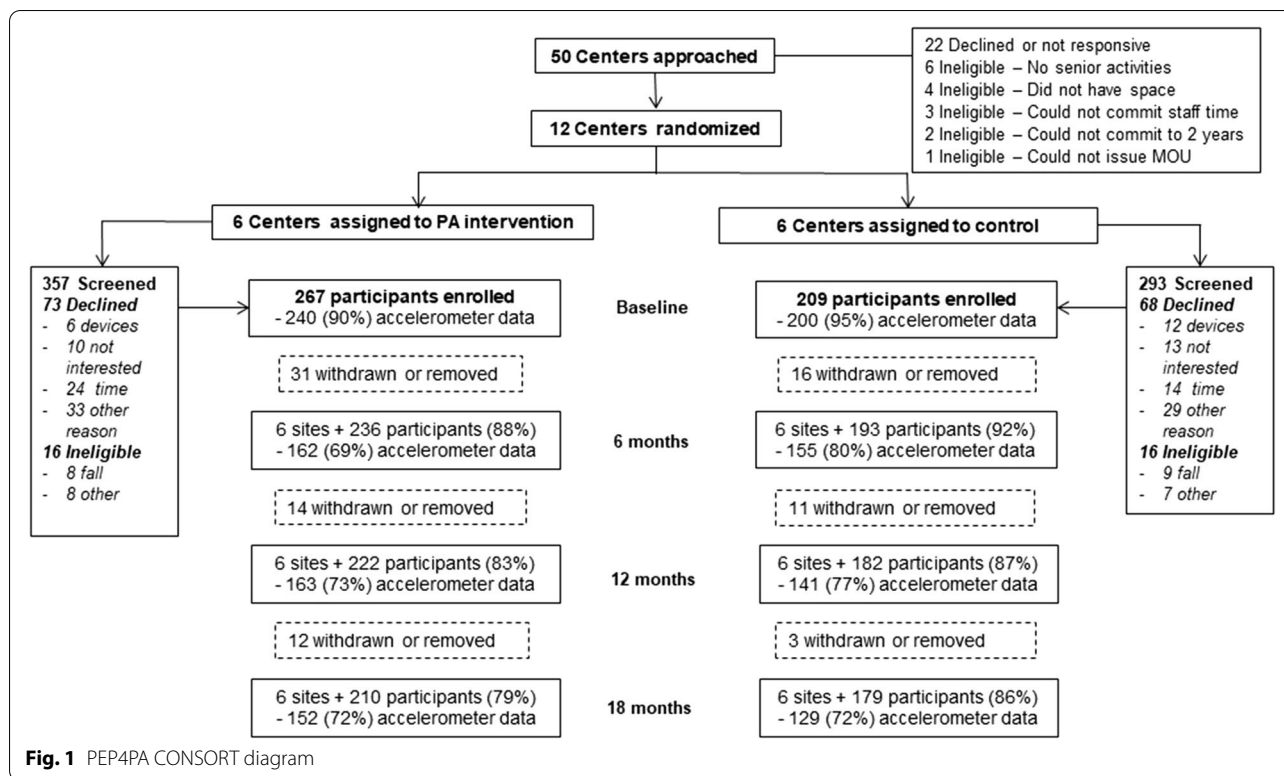 50 Centers approached
22 Declined or not responsive
6 Ineligible – No senior activities
4 Ineligible – Did not have space
3 Ineligible – Could not commit staff time
2 Ineligible – Could not commit to 2 years
1 Ineligible – Could not issue MOU
12 Centers randomized
6 Centers assigned to PA intervention
6 Centers assigned to control
357 Screened
73 Declined
- 6 devices
- 10 not
interested
- 24 time
- 33 other
reason
16 Ineligible
- 8 fall
- 8 other
267 participants enrolled
- 240 (90%) accelerometer data
Baseline
209 participants enrolled
- 200 (95%) accelerometer data
293 Screened
68 Declined
- 12 devices
- 13 not
interested
- 14 time
- 29 other
reason
16 Ineligible
- 9 fall
- 7 other
31 withdrawn or removed
16 withdrawn or removed
6 sites + 236 participants (88%)
- 162 (69%) accelerometer data
6 months
6 sites + 193 participants (92%)
- 155 (80%) accelerometer data
14 withdrawn or removed
11 withdrawn or removed
6 sites + 222 participants (83%)
- 163 (73%) accelerometer data
12 months
6 sites + 182 participants (87%)
- 141 (77%) accelerometer data
12 withdrawn or removed
3 withdrawn or removed
6 sites + 210 participants (79%)
- 152 (72%) accelerometer data
18 months
6 sites + 179 participants (86%)
- 129 (72%) accelerometer data
Fig. 1 PEP4PA CONSORT diagram